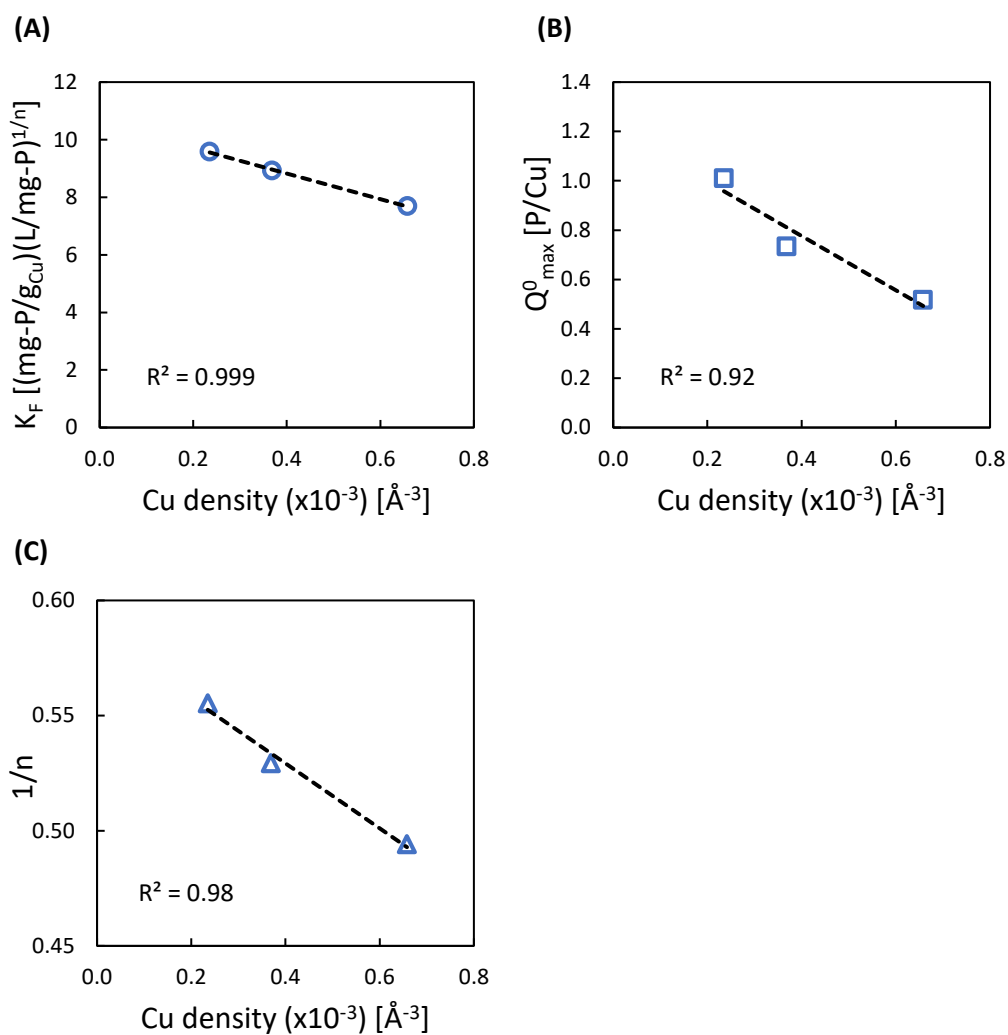 (A)
K_F [(mg-P/g_Cu)(L/mg-P)^1/n]
12
10
8
6
4
2
0
0.0 0.2 0.4 0.6 0.8
R² = 0.999
Cu density (x10⁻³) [Å⁻³]
(B)
Q⁰_max [P/Cu]
1.4
1.2
1.0
0.8
0.6
0.4
0.2
0.0
0.0 0.2 0.4 0.6 0.8
R² = 0.92
Cu density (x10⁻³) [Å⁻³]
(C)
1/n
0.60
0.55
0.50
0.45
0.0 0.2 0.4 0.6 0.8
R² = 0.98
Cu density (x10⁻³) [Å⁻³]